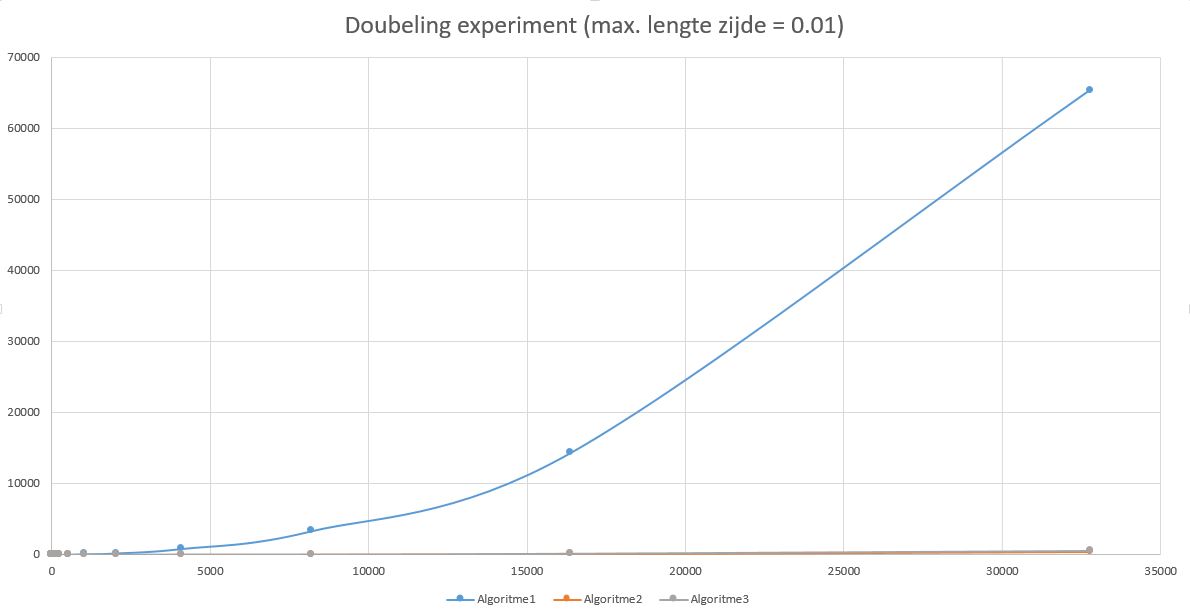 Doubeling experiment (max. lengte zijde = 0.01)
70000
60000
50000
40000
30000
20000
10000
0
0 5000 10000 15000 20000 25000 30000 35000
Algoritme1 Algoritme2 Algoritme3